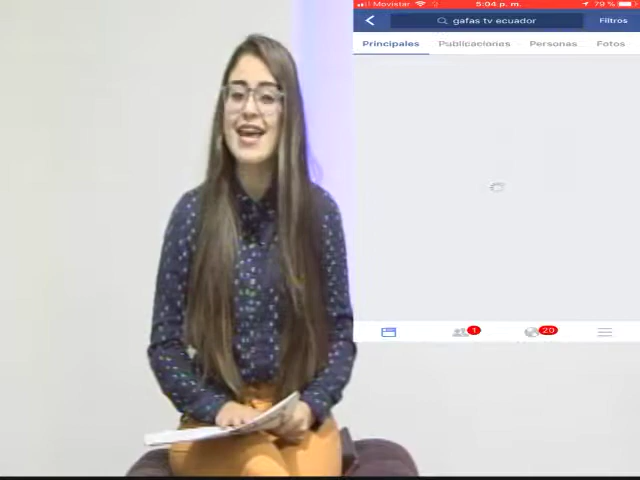 Movistar 5:04 p. m. 79 %
gafas tv ecuador Filtros
Principales Publicaciones Personas Fotos
1 20